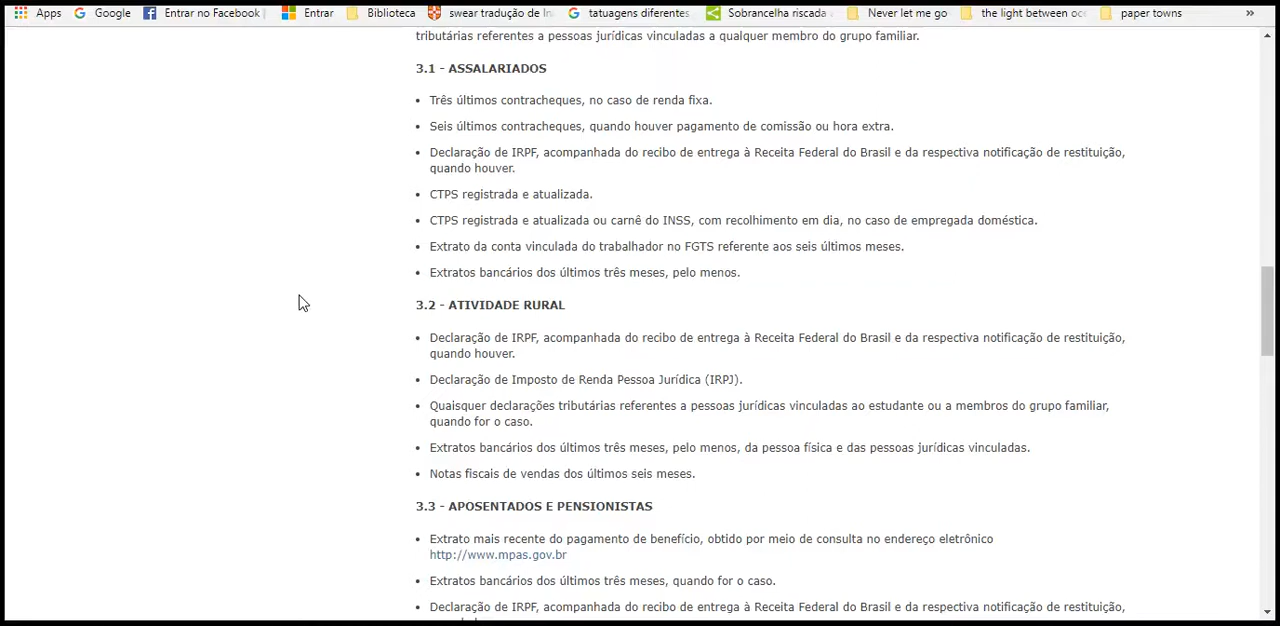 Apps Google Entrar no Facebook Entrar Biblioteca swear tradução de In tatuagens diferentes Sobrancelha riscada Never let me go the light between oce paper towns »
tributárias referentes a pessoas jurídicas vinculadas a qualquer membro do grupo familiar.
3.1 - ASSALARIADOS
• Três últimos contracheques, no caso de renda fixa.
• Seis últimos contracheques, quando houver pagamento de comissão ou hora extra.
• Declaração de IRPF, acompanhada do recibo de entrega à Receita Federal do Brasil e da respectiva notificação de restituição,
quando houver.
• CTPS registrada e atualizada.
• CTPS registrada e atualizada ou carnê do INSS, com recolhimento em dia, no caso de empregada doméstica.
• Extrato da conta vinculada do trabalhador no FGTS referente aos seis últimos meses.
• Extratos bancários dos últimos três meses, pelo menos.
3.2 - ATIVIDADE RURAL
• Declaração de IRPF, acompanhada do recibo de entrega à Receita Federal do Brasil e da respectiva notificação de restituição,
quando houver.
• Declaração de Imposto de Renda Pessoa Jurídica (IRPJ).
• Quaisquer declarações tributárias referentes a pessoas jurídicas vinculadas ao estudante ou a membros do grupo familiar,
quando for o caso.
• Extratos bancários dos últimos três meses, pelo menos, da pessoa física e das pessoas jurídicas vinculadas.
• Notas fiscais de vendas dos últimos seis meses.
3.3 - APOSENTADOS E PENSIONISTAS
• Extrato mais recente do pagamento de benefício, obtido por meio de consulta no endereço eletrônico
http://www.mpas.gov.br
• Extratos bancários dos últimos três meses, quando for o caso.
• Declaração de IRPF, acompanhada do recibo de entrega à Receita Federal do Brasil e da respectiva notificação de restituição,